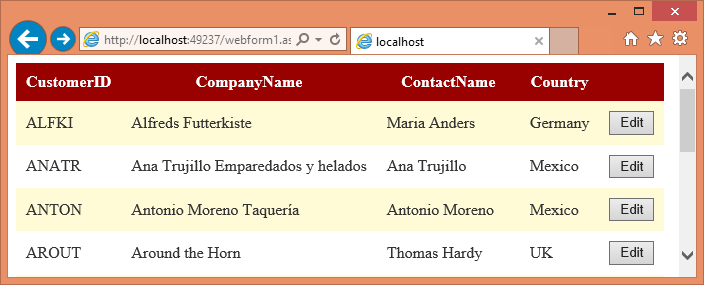 http://localhost:49237/webform1.as
localhost
CustomerID CompanyName ContactName Country
ALFKI Alfreds Futterkiste Maria Anders Germany Edit
ANATR Ana Trujillo Emparedados y helados Ana Trujillo Mexico Edit
ANTON Antonio Moreno Taquería Antonio Moreno Mexico Edit
AROUT Around the Horn Thomas Hardy UK Edit